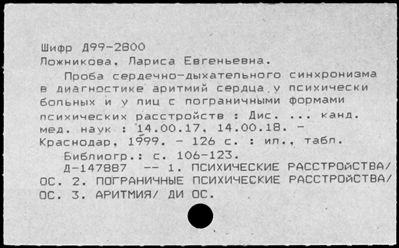 Шифр Д99-2800
Ложникова, Лариса Евгеньевна.
Проба сердечно-дыхательного синхронизма
в диагностике аритмий сердца у психически
больных и у лиц с пограничными формами
психических расстройств : Дис. ... канд.
мед. наук : 14.00.17, 14.00.18. -
Краснодар, 1999. - 126 с. : ил., табл.
Библиогр.: с. 106-123.
Д-147887 -- 1. ПСИХИЧЕСКИЕ РАССТРОЙСТВА/
ОС. 2. ПОГРАНИЧНЫЕ ПСИХИЧЕСКИЕ РАССТРОЙСТВА/
ОС. 3. АРИТМИЯ/ ДИ ОС.